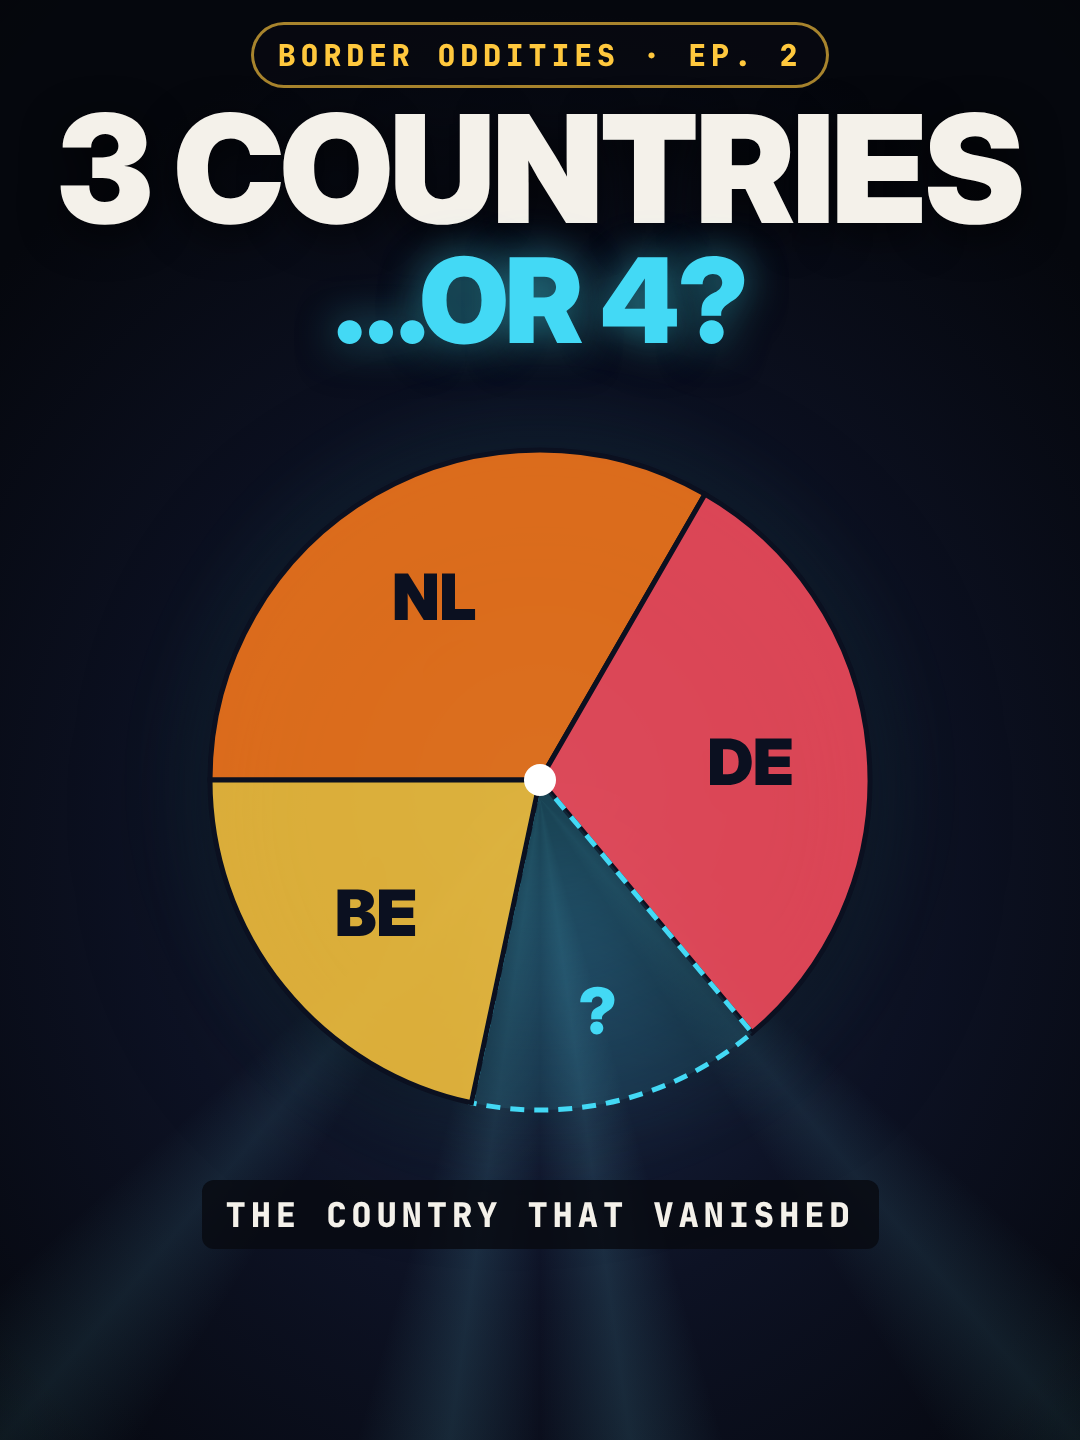 BORDER ODDITIES · EP. 2
3 COUNTRIES
...OR 4?
NL
DE
BE
?
THE COUNTRY THAT VANISHED